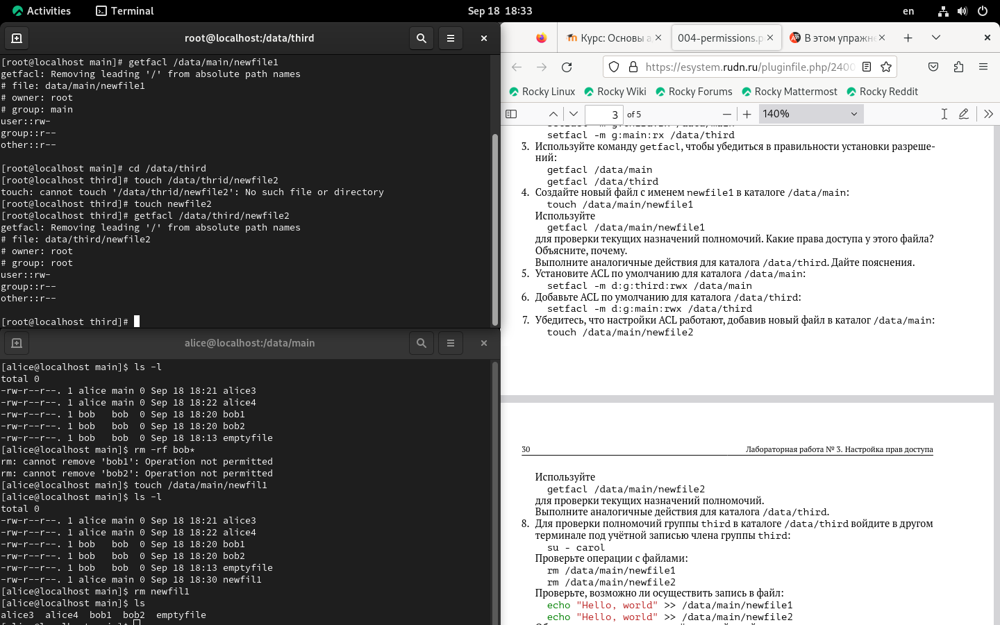 Activities
Terminal
Sep 18 18:33
en
root@localhost:/data/third
[root@localhost main]# getfacl /data/main/newfile1
getfacl: Removing leading '/' from absolute path names
# file: data/main/newfile1
# owner: root
# group: main
user::rw-
group::r--
other::r--
[root@localhost main]# cd /data/third
[root@localhost third]# touch /data/thrid/newfile2
touch: cannot touch '/data/thrid/newfile2': No such file or directory
[root@localhost third]# touch newfile2
[root@localhost third]# getfacl /data/third/newfile2
getfacl: Removing leading '/' from absolute path names
# file: data/third/newfile2
# owner: root
# group: root
user::rw-
group::r--
other::r--
[root@localhost third]#
alice@localhost:/data/main
[alice@localhost main]$ ls -l
total 0
-rw-r--r--. 1 alice main 0 Sep 18 18:21 alice3
-rw-r--r--. 1 alice main 0 Sep 18 18:22 alice4
-rw-r--r--. 1 bob   bob  0 Sep 18 18:20 bob1
-rw-r--r--. 1 bob   bob  0 Sep 18 18:20 bob2
-rw-r--r--. 1 bob   bob  0 Sep 18 18:13 emptyfile
[alice@localhost main]$ rm -rf bob*
rm: cannot remove 'bob1': Operation not permitted
rm: cannot remove 'bob2': Operation not permitted
[alice@localhost main]$ touch /data/main/newfil1
[alice@localhost main]$ ls -l
total 0
-rw-r--r--. 1 alice main 0 Sep 18 18:21 alice3
-rw-r--r--. 1 alice main 0 Sep 18 18:22 alice4
-rw-r--r--. 1 bob   bob  0 Sep 18 18:20 bob1
-rw-r--r--. 1 bob   bob  0 Sep 18 18:20 bob2
-rw-r--r--. 1 bob   bob  0 Sep 18 18:13 emptyfile
-rw-r--r--. 1 alice main 0 Sep 18 18:30 newfil1
[alice@localhost main]$ rm newfil1
[alice@localhost main]$ ls
alice3  alice4  bob1  bob2  emptyfile
Курс: Основы а
004-permissions.p
В этом упражне
https://esystem.rudn.ru/pluginfile.php/2400
Rocky Linux
Rocky Wiki
Rocky Forums
Rocky Mattermost
Rocky Reddit
3 of 5
140%
setfacl -m g:main:rx /data/third
3. Используйте команду getfacl, чтобы убедиться в правильности установки разреше-
ний:
getfacl /data/main
getfacl /data/third
4. Создайте новый файл с именем newfile1 в каталоге /data/main:
touch /data/main/newfile1
Используйте
getfacl /data/main/newfile1
для проверки текущих назначений полномочий. Какие права доступа у этого файла?
Объясните, почему.
Выполните аналогичные действия для каталога /data/third. Дайте пояснения.
5. Установите ACL по умолчанию для каталога /data/main:
setfacl -m d:g:third:rwx /data/main
6. Добавьте ACL по умолчанию для каталога /data/third:
setfacl -m d:g:main:rwx /data/third
7. Убедитесь, что настройки ACL работают, добавив новый файл в каталог /data/main:
touch /data/main/newfile2
30
Лабораторная работа № 3. Настройка прав доступа
Используйте
getfacl /data/main/newfile2
для проверки текущих назначений полномочий.
Выполните аналогичные действия для каталога /data/third.
8. Для проверки полномочий группы third в каталоге /data/third войдите в другом
терминале под учётной записью члена группы third:
su - carol
Проверьте операции с файлами:
rm /data/main/newfile1
rm /data/main/newfile2
Проверьте, возможно ли осуществить запись в файл:
echo "Hello, world" >> /data/main/newfile1
echo "Hello, world" >> /data/main/newfile2